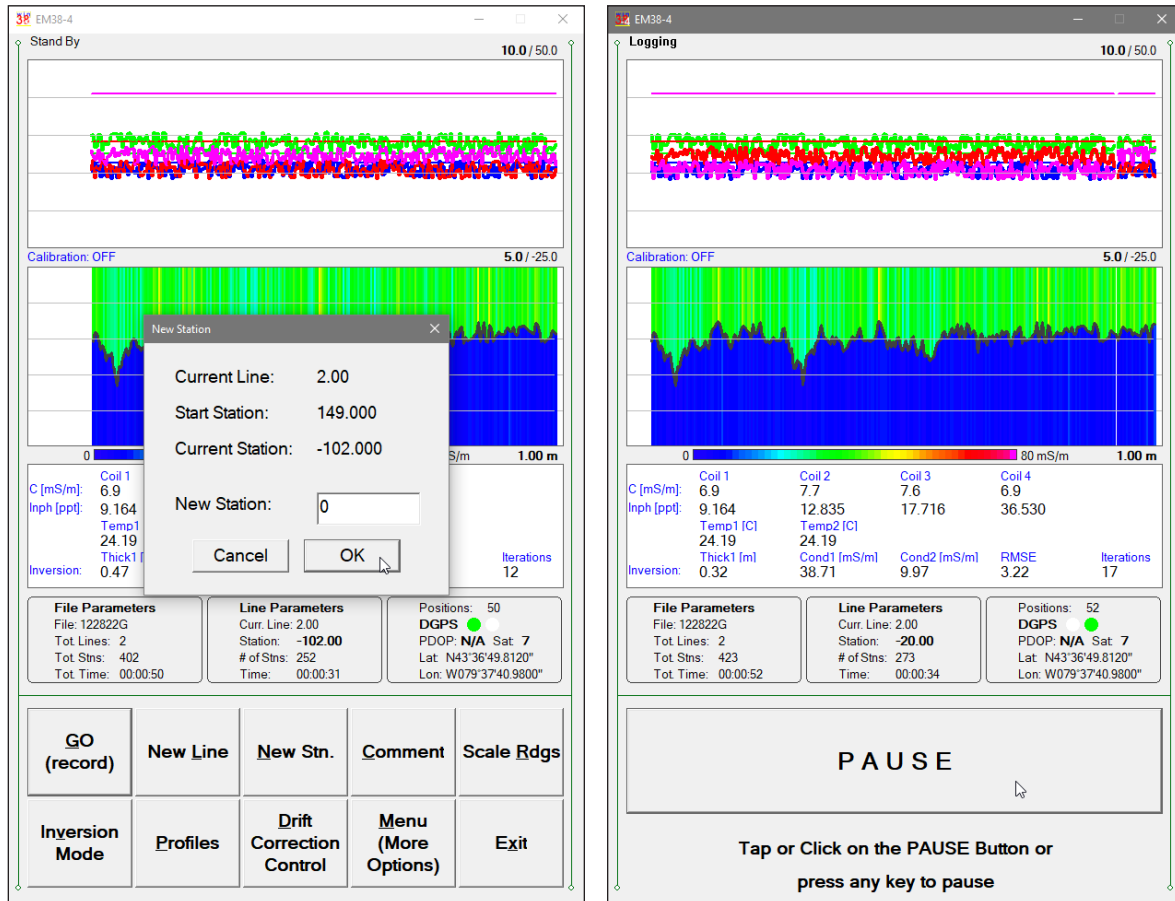 EM38-4
Stand By
10.0 / 50.0
Calibration: OFF
5.0 / -25.0
New Station
Current Line: 2.00
Start Station: 149.000
Current Station: -102.000
New Station: 0
Cancel OK
0 S/m 1.00 m
Coil 1
C [mS/m]: 6.9
Inph [ppt]: 9.164
Temp1
24.19
Thick1 Iterations
Inversion: 0.47 12
File Parameters
File: 122822G
Tot. Lines: 2
Tot. Stns: 402
Tot. Time: 00:00:50
Line Parameters
Curr. Line: 2.00
Station: -102.00
# of Stns: 252
Time: 00:00:31
Positions: 50
DGPS
PDOP: N/A Sat: 7
Lat: N43°36'49.8120"
Lon: W079°37'40.9800"
GO
(record)
New Line
New Stn.
Comment
Scale Rdgs
Inversion
Mode
Profiles
Drift
Correction
Control
Menu
(More
Options)
Exit
EM38-4
Logging
10.0 / 50.0
Calibration: OFF
5.0 / -25.0
0 80 mS/m 1.00 m
Coil 1 Coil 2 Coil 3 Coil 4
C [mS/m]: 6.9 7.7 7.6 6.9
Inph [ppt]: 9.164 12.835 17.716 36.530
Temp1 [C] Temp2 [C]
24.19 24.19
Thick1 [m] Cond1 [mS/m] Cond2 [mS/m] RMSE Iterations
Inversion: 0.32 38.71 9.97 3.22 17
File Parameters
File: 122822G
Tot. Lines: 2
Tot. Stns: 423
Tot. Time: 00:00:52
Line Parameters
Curr. Line: 2.00
Station: -20.00
# of Stns: 273
Time: 00:00:34
Positions: 52
DGPS
PDOP: N/A Sat: 7
Lat: N43°36'49.8120"
Lon: W079°37'40.9800"
PAUSE
Tap or Click on the PAUSE Button or
press any key to pause